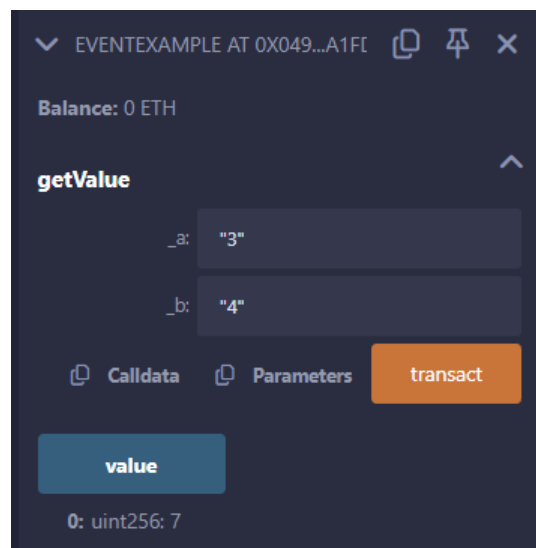 EVENTEXAMPLE AT 0X049...A1FD
Balance: 0 ETH
getValue
_a: "3"
_b: "4"
Calldata Parameters transact
value
0: uint256: 7